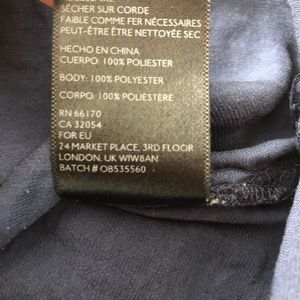 SÉCHER SUR CORDE
FAIBLE COMME FER NÉCESSAIRES
PEUT-ÊTRE ÊTRE NETTOYÉE SEC
HECHO EN CHINA
CUERPO: 100% POLIESTER
BODY: 100% POLYESTER
CORPO: 100% POLIESTERE
RN 66170
CA 32054
FOR EU
24 MARKET PLACE, 3RD FLOOR
LONDON, UK W1W8AN
BATCH # OB535560